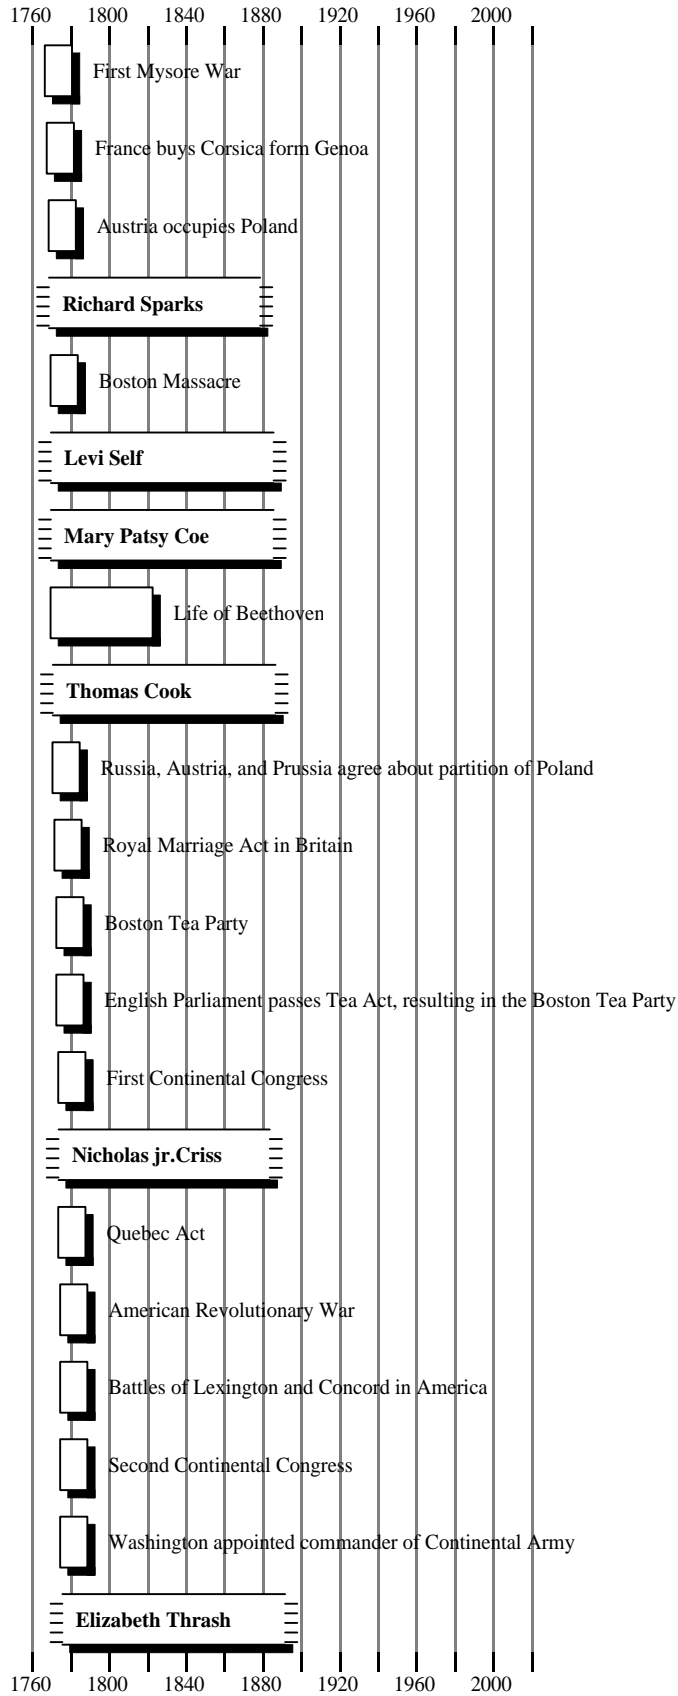 1760 1800 1840 1880 1920 1960 2000
First Mysore War
France buys Corsica form Genoa
Austria occupies Poland
Richard Sparks
Boston Massacre
Levi Self
Mary Patsy Coe
Life of Beethoven
Thomas Cook
Russia, Austria, and Prussia agree about partition of Poland
Royal Marriage Act in Britain
Boston Tea Party
English Parliament passes Tea Act, resulting in the Boston Tea Party
First Continental Congress
Nicholas jr.Criss
Quebec Act
American Revolutionary War
Battles of Lexington and Concord in America
Second Continental Congress
Washington appointed commander of Continental Army
Elizabeth Thrash
1760 1800 1840 1880 1920 1960 2000